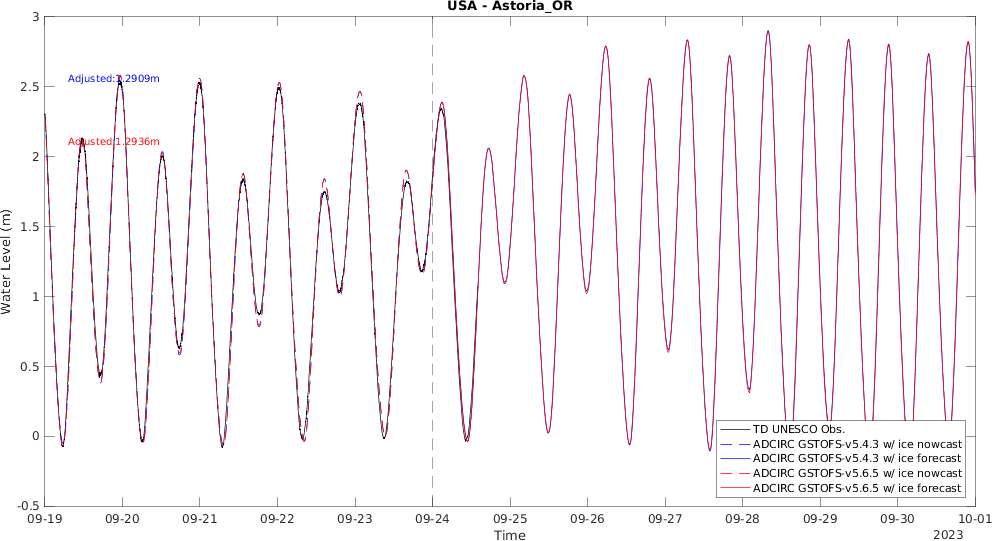 USA - Astoria_OR
Water Level (m)
3
2.5
2
1.5
1
0.5
0
-0.5
Adjusted:1.2909m
Adjusted:1.2936m
TD UNESCO Obs.
ADCIRC GSTOFS-v5.4.3 w/ ice nowcast
ADCIRC GSTOFS-v5.4.3 w/ ice forecast
ADCIRC GSTOFS-v5.6.5 w/ ice nowcast
ADCIRC GSTOFS-v5.6.5 w/ ice forecast
09-19 09-20 09-21 09-22 09-23 09-24 09-25 09-26 09-27 09-28 09-29 09-30 10-01
Time
2023